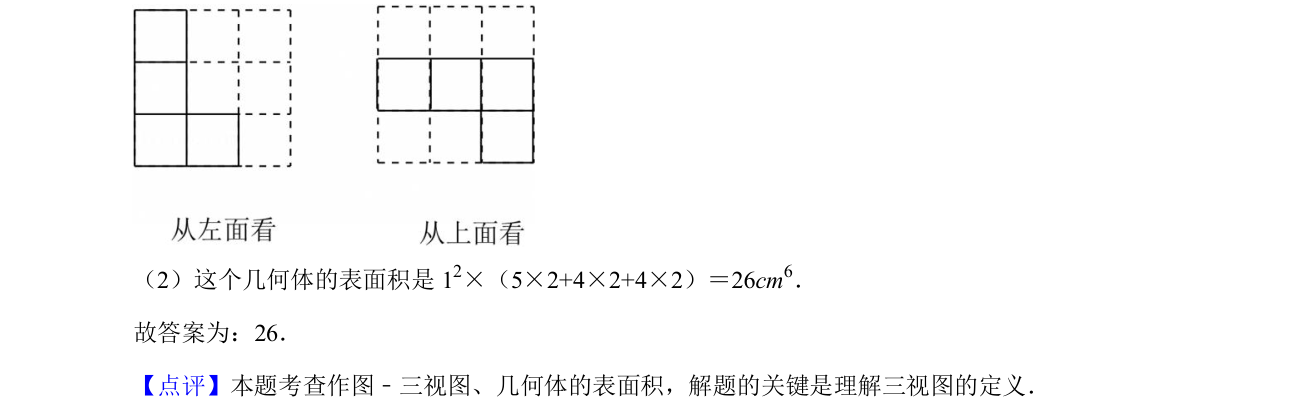 从左面看
从上面看
（2）这个几何体的表面积是 1²×（5×2+4×2+4×2）＝26cm⁶．
故答案为：26．
【点评】本题考查作图﹣三视图、几何体的表面积，解题的关键是理解三视图的定义．